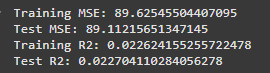 Training MSE: 89.62545504407095
Test MSE: 89.11215651347145
Training R2: 0.022624155255722478
Test R2: 0.022704110284056278